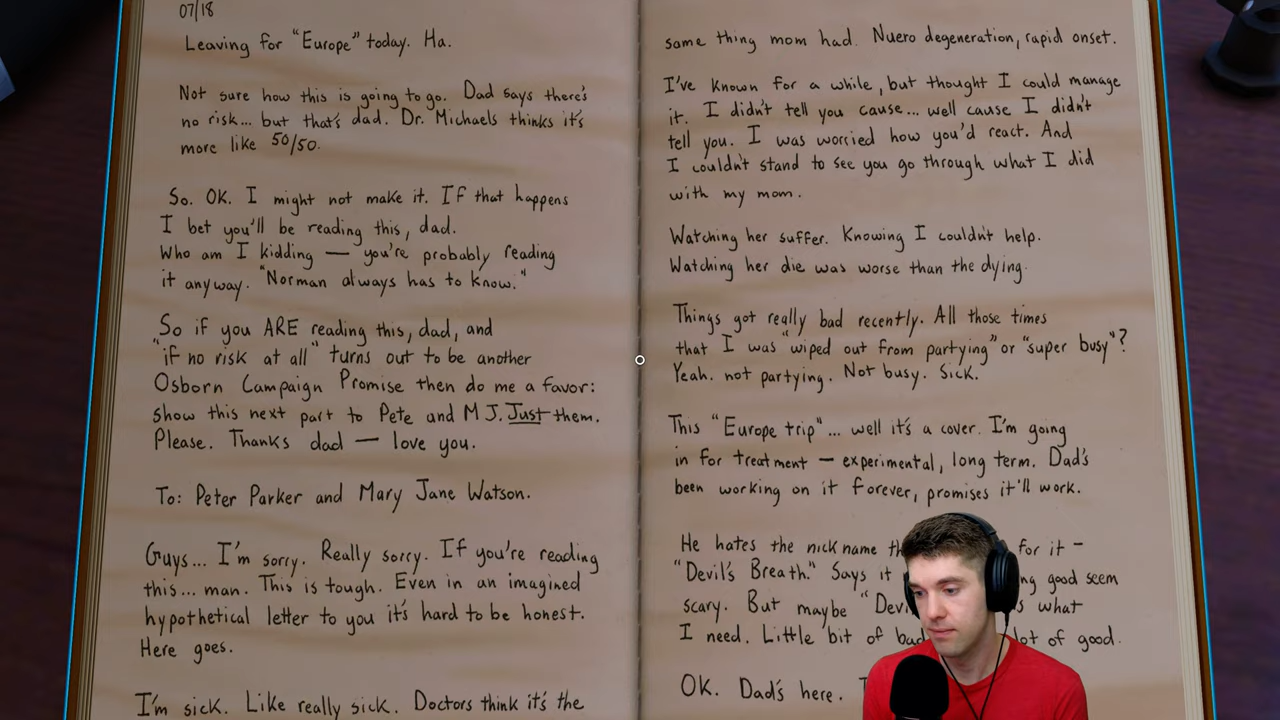 07/18
Leaving for "Europe" today. Ha.
Not sure how this is going to go. Dad says there's
no risk... but that's dad. Dr. Michaels thinks it's
more like 50/50.
So. OK. I might not make it. If that happens
I bet you'll be reading this, dad.
Who am I kidding — you're probably reading
it anyway. "Norman always has to know."
So if you ARE reading this, dad, and
"if no risk at all" turns out to be another
Osborn Campaign Promise then do me a favor:
show this next part to Pete and MJ. Just them.
Please. Thanks dad — love you.
To: Peter Parker and Mary Jane Watson.
Guys... I'm sorry. Really sorry. If you're reading
this... man. This is tough. Even in an imagined
hypothetical letter to you it's hard to be honest.
Here goes.
I'm sick. Like really sick. Doctors think it's the
same thing mom had. Nuero degeneration, rapid onset.
I've known for a while, but thought I could manage
it. I didn't tell you cause... well cause I didn't
tell you. I was worried how you'd react. And
I couldn't stand to see you go through what I did
with my mom.
Watching her suffer. Knowing I couldn't help.
Watching her die was worse than the dying.
Things got really bad recently. All those times
that I was "wiped out from partying" or "super busy"?
Yeah. not partying. Not busy. Sick.
This "Europe trip"... well it's a cover. I'm going
in for treatment — experimental, long term. Dad's
been working on it forever, promises it'll work.
He hates the nickname for it -
"Devil's Breath." Says it good seem
scary. But maybe what
I need. Little bit of bad lot of good.
OK. Dad's here.